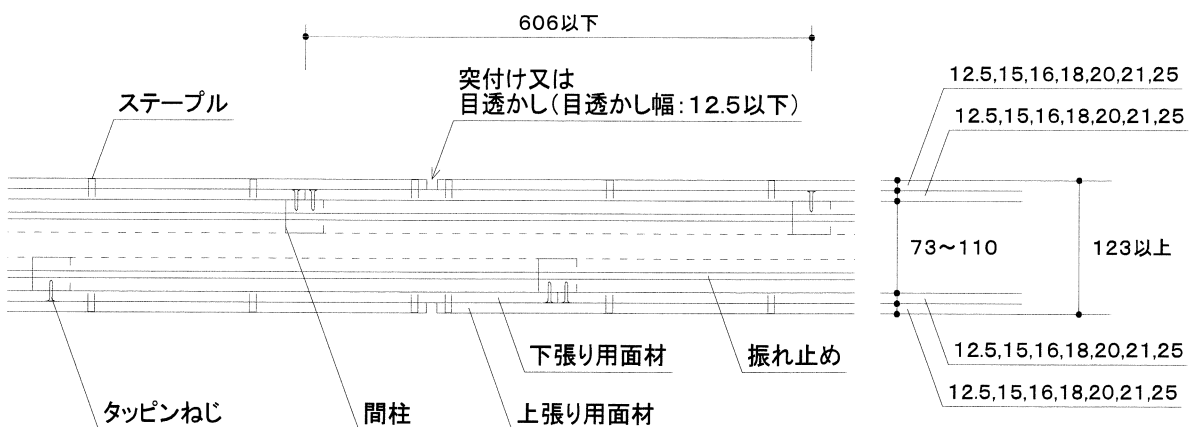 606以下
突付け又は
目透かし(目透かし幅:12.5以下)
ステープル
12.5,15,16,18,20,21,25
12.5,15,16,18,20,21,25
73～110
123以上
下張り用面材
振れ止め
12.5,15,16,18,20,21,25
12.5,15,16,18,20,21,25
タッピンねじ
間柱
上張り用面材